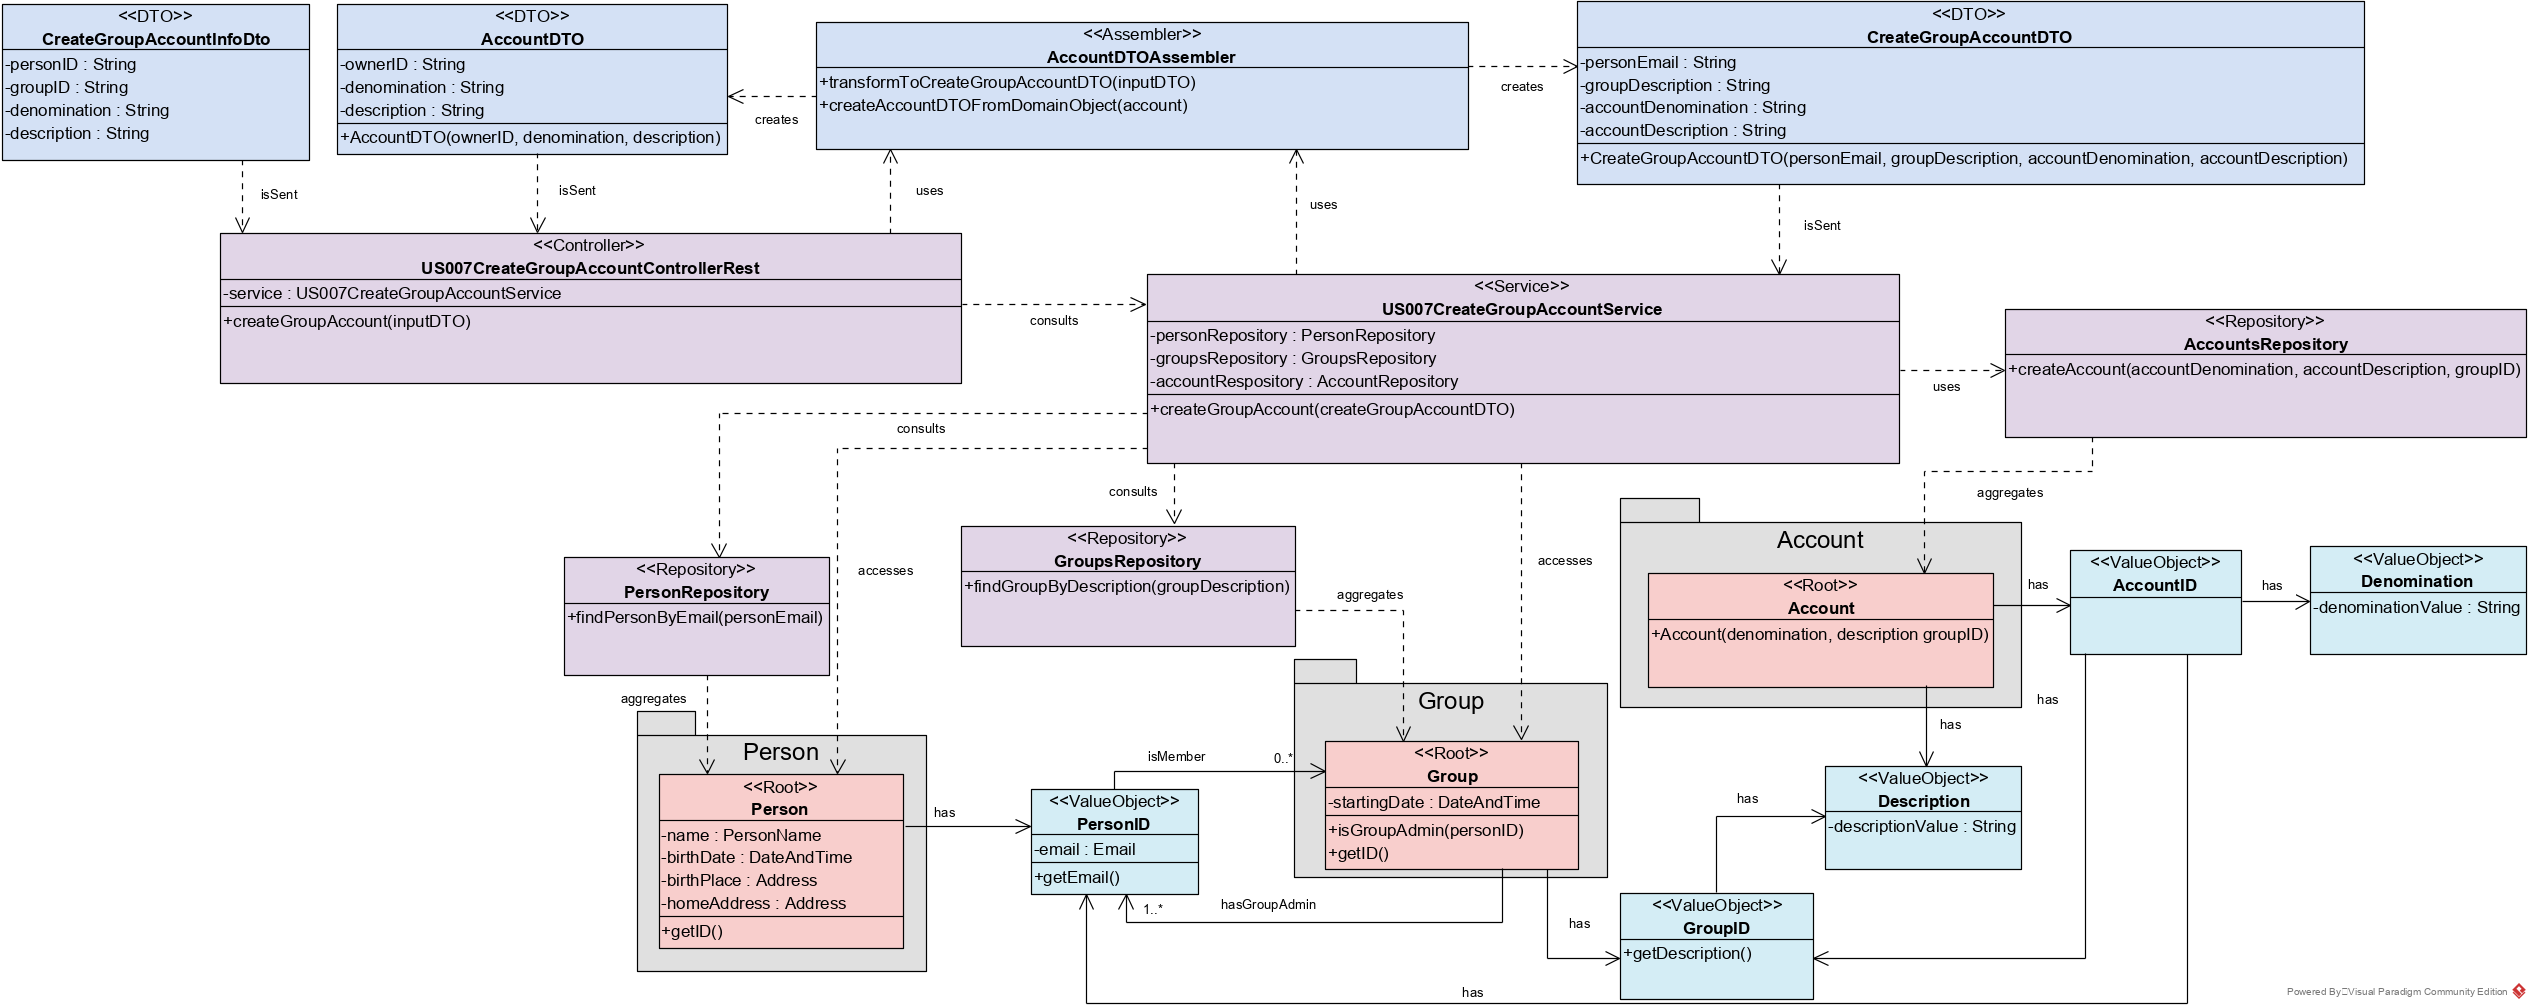 <<DTO>>
CreateGroupAccountInfoDto
-personID : String
-groupID : String
-denomination : String
-description : String
<<DTO>>
AccountDTO
-ownerID : String
-denomination : String
-description : String
+AccountDTO(ownerID, denomination, description)
<<Assembler>>
AccountDTOAssembler
+transformToCreateGroupAccountDTO(inputDTO)
+createAccountDTOFromDomainObject(account)
<<DTO>>
CreateGroupAccountDTO
-personEmail : String
-groupDescription : String
-accountDenomination : String
-accountDescription : String
+CreateGroupAccountDTO(personEmail, groupDescription, accountDenomination, accountDescription)
creates
creates
isSent
isSent
uses
uses
isSent
<<Controller>>
US007CreateGroupAccountControllerRest
-service : US007CreateGroupAccountService
+createGroupAccount(inputDTO)
consults
<<Service>>
US007CreateGroupAccountService
-personRepository : PersonRepository
-groupsRepository : GroupsRepository
-accountRespository : AccountRepository
+createGroupAccount(createGroupAccountDTO)
uses
<<Repository>>
AccountsRepository
+createAccount(accountDenomination, accountDescription, groupID)
consults
consults
accesses
accesses
aggregates
<<Repository>>
PersonRepository
+findPersonByEmail(personEmail)
<<Repository>>
GroupsRepository
+findGroupByDescription(groupDescription)
aggregates
aggregates
Account
<<Root>>
Account
+Account(denomination, description groupID)
has
<<ValueObject>>
AccountID
has
<<ValueObject>>
Denomination
-denominationValue : String
has
has
Person
<<Root>>
Person
-name : PersonName
-birthDate : DateAndTime
-birthPlace : Address
-homeAddress : Address
+getID()
has
<<ValueObject>>
PersonID
-email : Email
+getEmail()
isMember
0..*
Group
<<Root>>
Group
-startingDate : DateAndTime
+isGroupAdmin(personID)
+getID()
1..*
hasGroupAdmin
has
has
<<ValueObject>>
Description
-descriptionValue : String
<<ValueObject>>
GroupID
+getDescription()
has
Powered By Visual Paradigm Community Edition